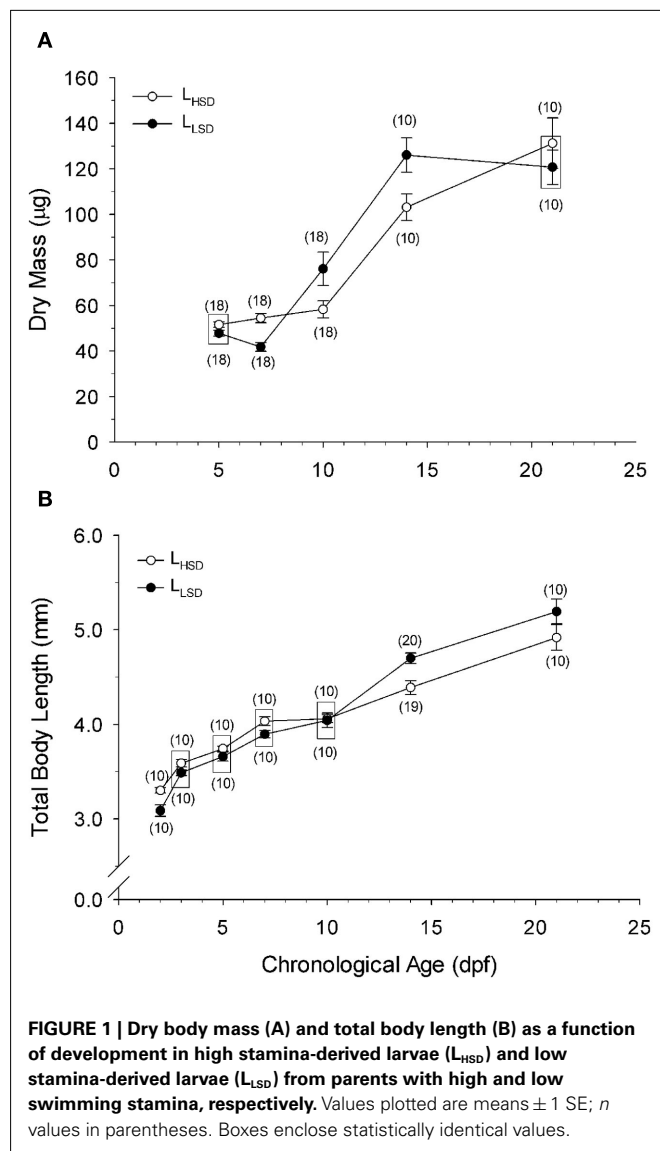 A
160
140
120
100
80
60
40
20
0
Dry Mass (μg)
L_HSD
L_LSD
(18)
(18)
(18)
(18)
(18)
(18)
(10)
(10)
(10)
(10)
0 5 10 15 20 25
B
6.0
5.0
4.0
3.0
0.0
Total Body Length (mm)
L_HSD
L_LSD
(10)
(10)
(10)
(10)
(10)
(10)
(10)
(10)
(10)
(10)
(20)
(19)
(10)
(10)
0 5 10 15 20 25
Chronological Age (dpf)
FIGURE 1 | Dry body mass (A) and total body length (B) as a function
of development in high stamina-derived larvae (L_HSD) and low
stamina-derived larvae (L_LSD) from parents with high and low
swimming stamina, respectively. Values plotted are means ± 1 SE; n
values in parentheses. Boxes enclose statistically identical values.